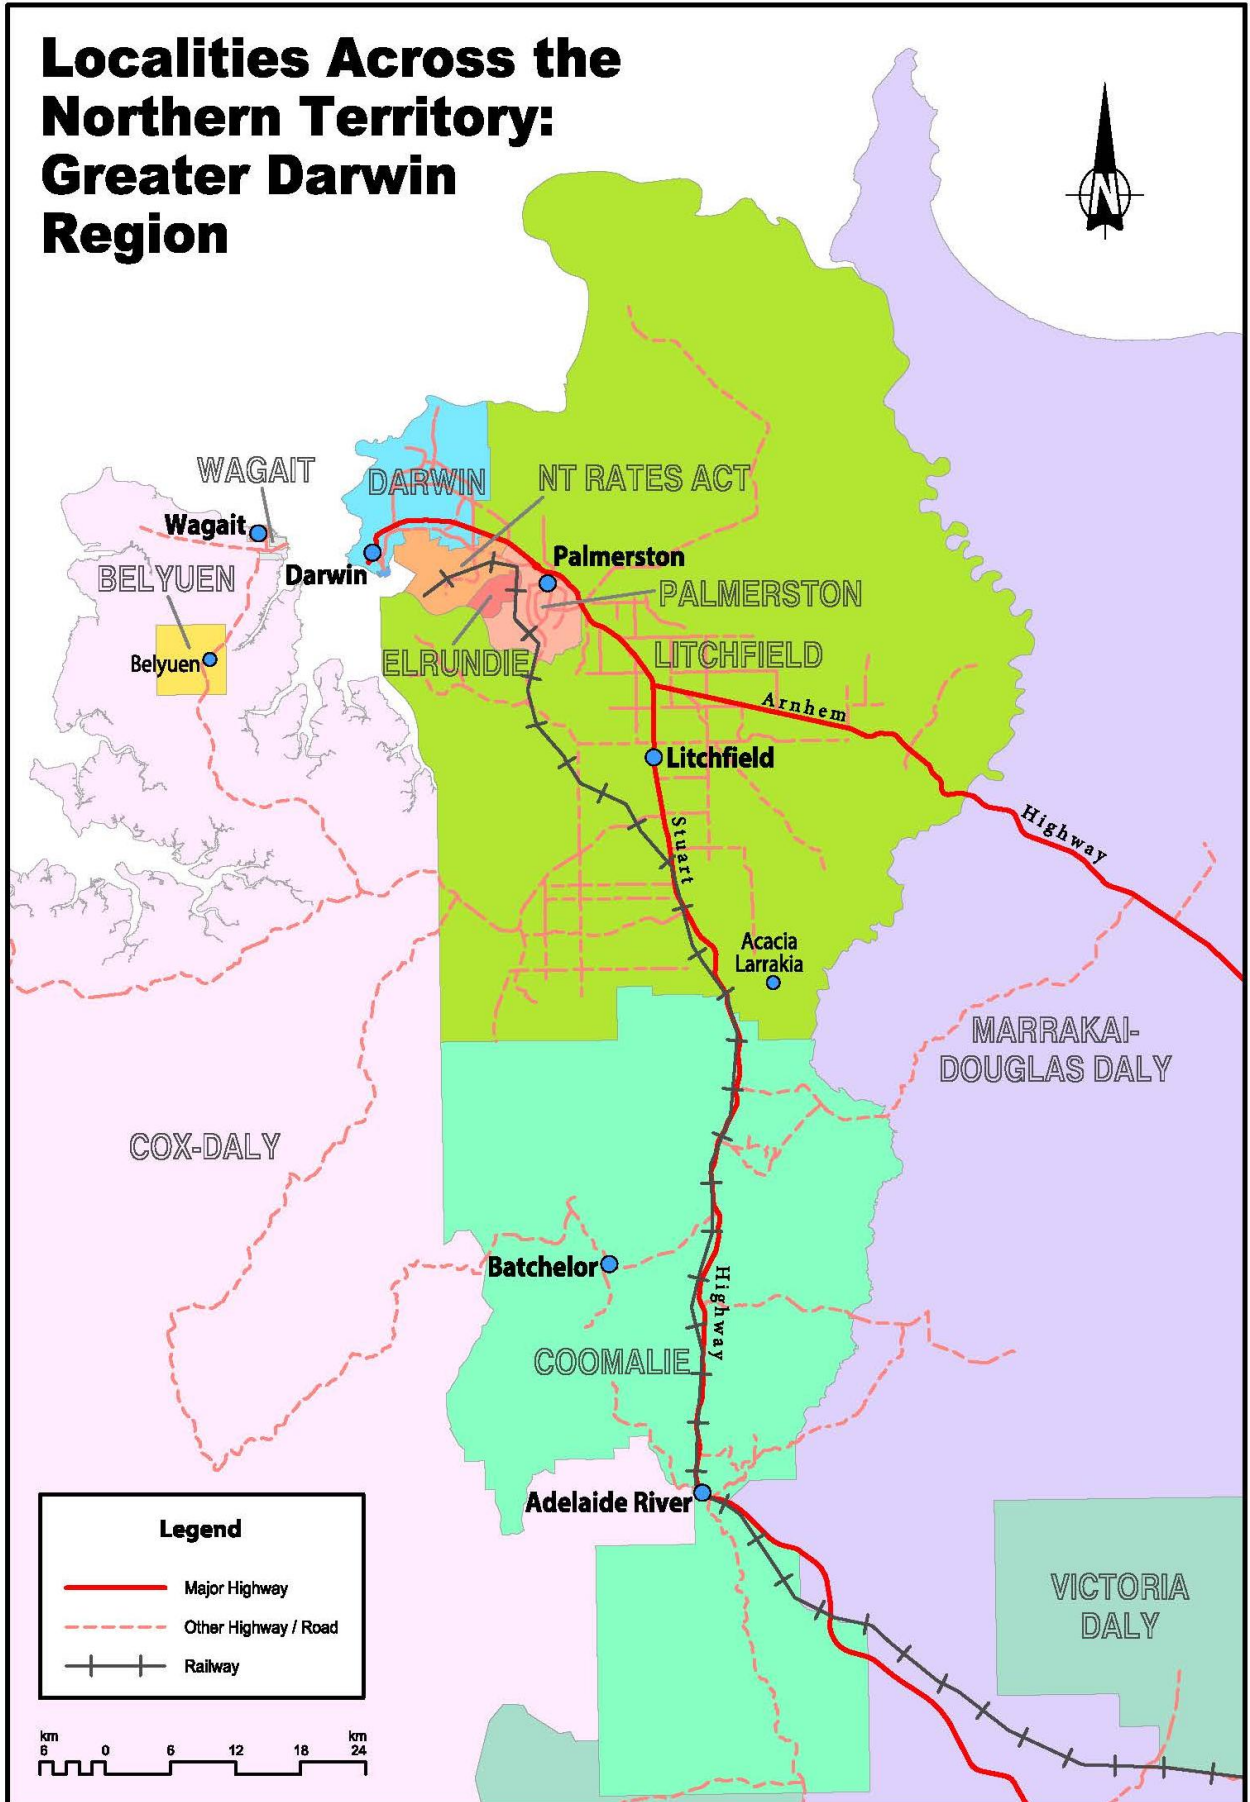 Localities Across the
Northern Territory:
Greater Darwin
Region
N
WAGAIT
DARWIN
NT RATES ACT
Wagait
Darwin
Palmerston
BELYUEN
PALMERSTON
Belyuen
ELRUNDIE
LITCHFIELD
Arnhem
Litchfield
Highway
Stuart
Acacia
Larrakia
MARRAKAI-
DOUGLAS DALY
COX-DALY
Batchelor
Highway
COOMALIE
Adelaide River
VICTORIA
DALY
Legend
Major Highway
Other Highway / Road
Railway
km km
6 0 6 12 18 24